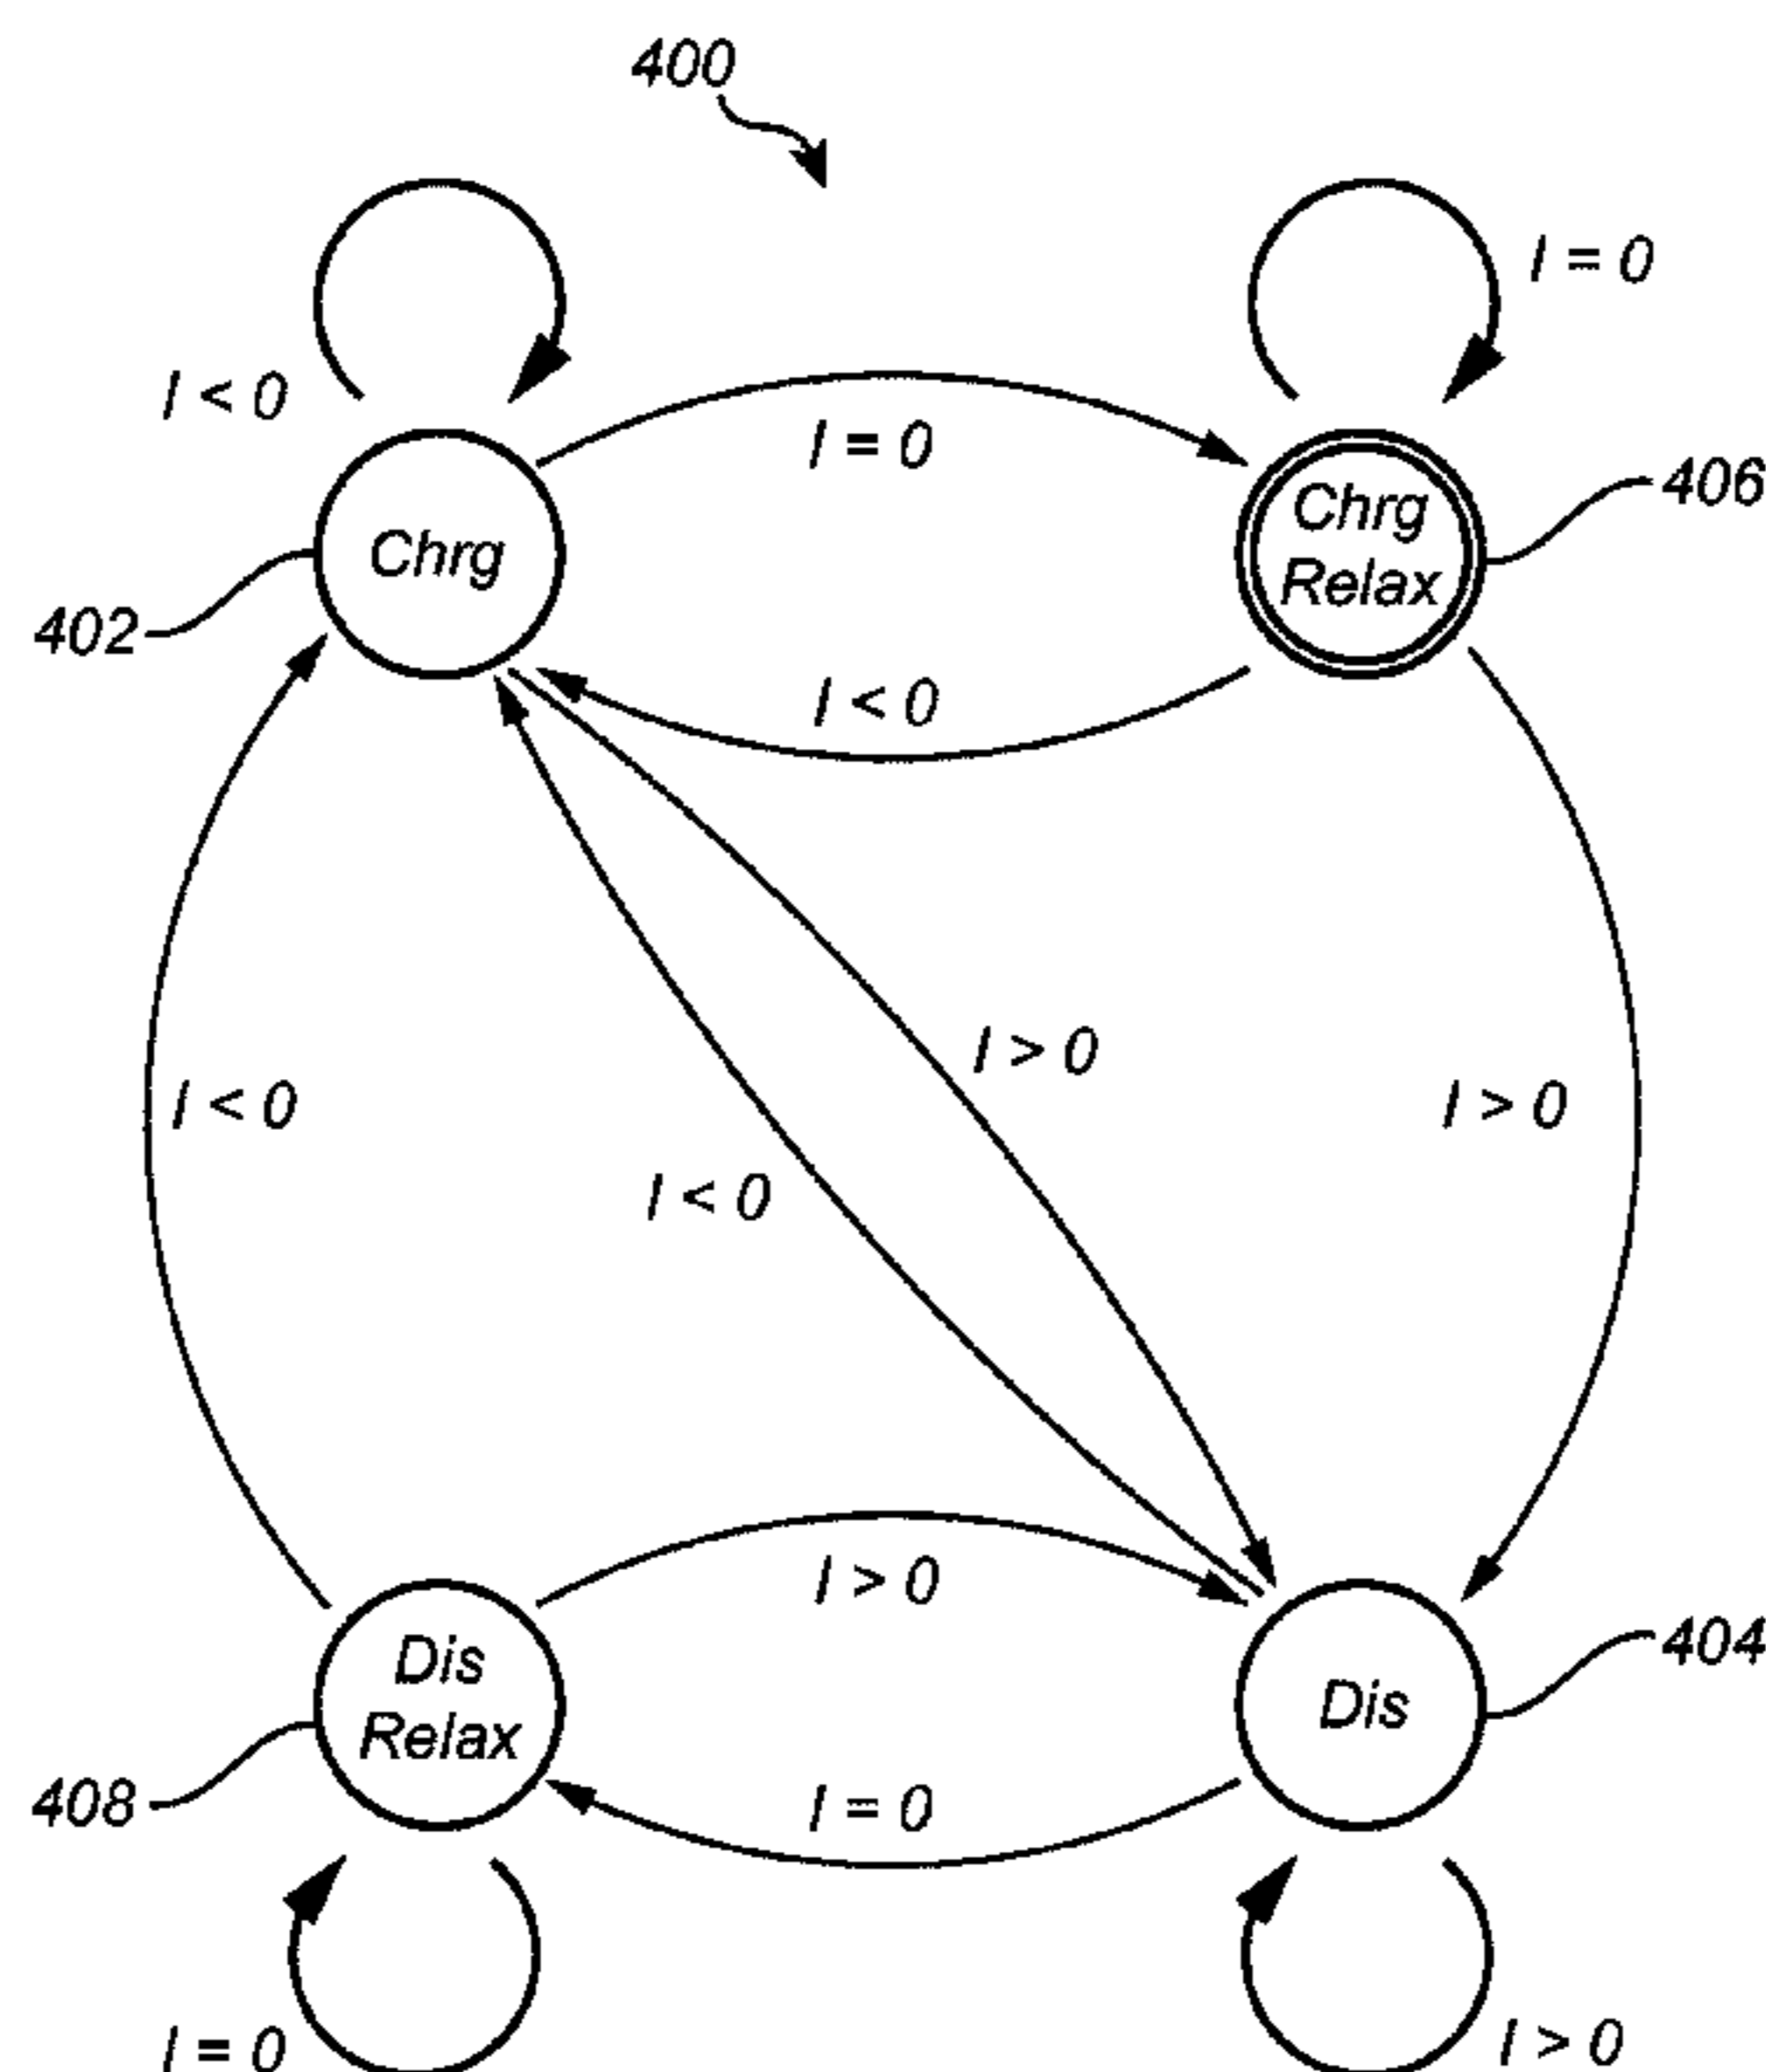 400
I = 0
I < 0
I = 0
Chrg
Relax
406
Chrg
402
I < 0
I > 0
I < 0
I > 0
I < 0
I > 0
Dis
Relax
404
Dis
408
I = 0
I = 0
I > 0